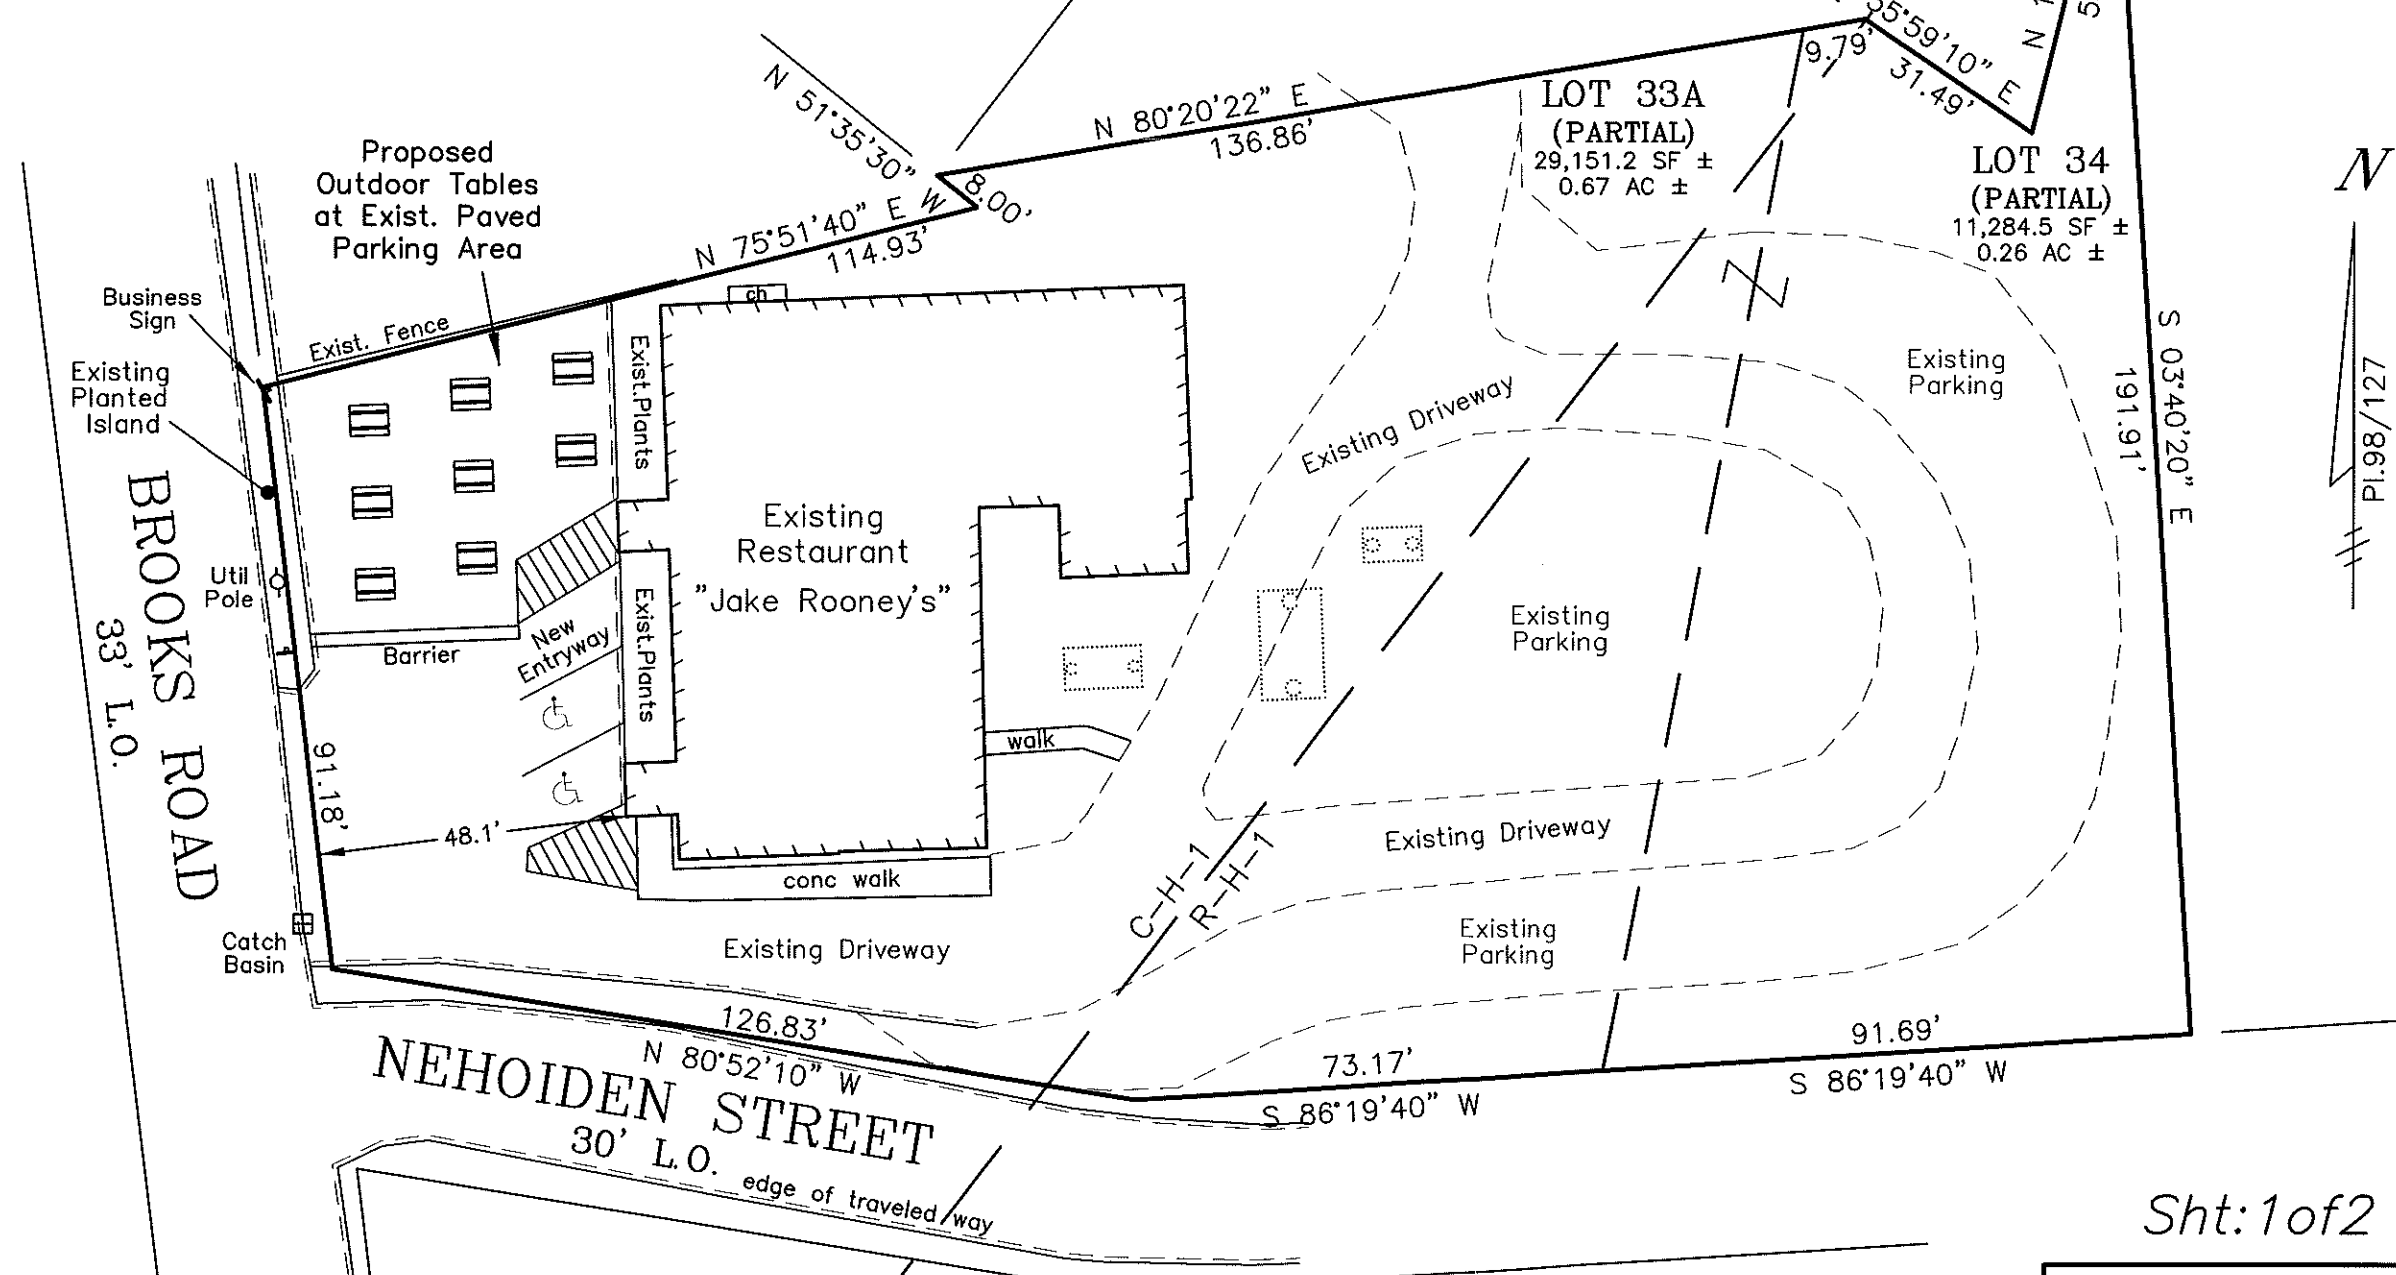 Proposed
Outdoor Tables
at Exist. Paved
Parking Area
Business
Sign
Existing
Planted
Island
Util
Pole
BROOKS ROAD
33' L.O.
91.18'
Catch
Basin
Exist. Fence
N 75°51'40" E
114.93'
N 51°35'30" W
8.00'
N 80°20'22" E
136.86'
9.79'
55°59'10" E
31.49'
N 1
5
LOT 33A
(PARTIAL)
29,151.2 SF ±
0.67 AC ±
LOT 34
(PARTIAL)
11,284.5 SF ±
0.26 AC ±
N
Pl.98/127
S 03°40'20" E
191.91'
ch
Exist.Plants
Exist.Plants
Existing
Restaurant
"Jake Rooney's"
Barrier
New
Entryway
48.1'
walk
conc walk
Existing Driveway
Existing
Parking
Existing
Parking
Existing Driveway
Existing
Parking
Existing Driveway
C-H-1
R-H-1
126.83'
N 80°52'10" W
73.17'
S 86°19'40" W
91.69'
S 86°19'40" W
NEHOIDEN STREET
30' L.O.
edge of traveled way
Sht: 1of2